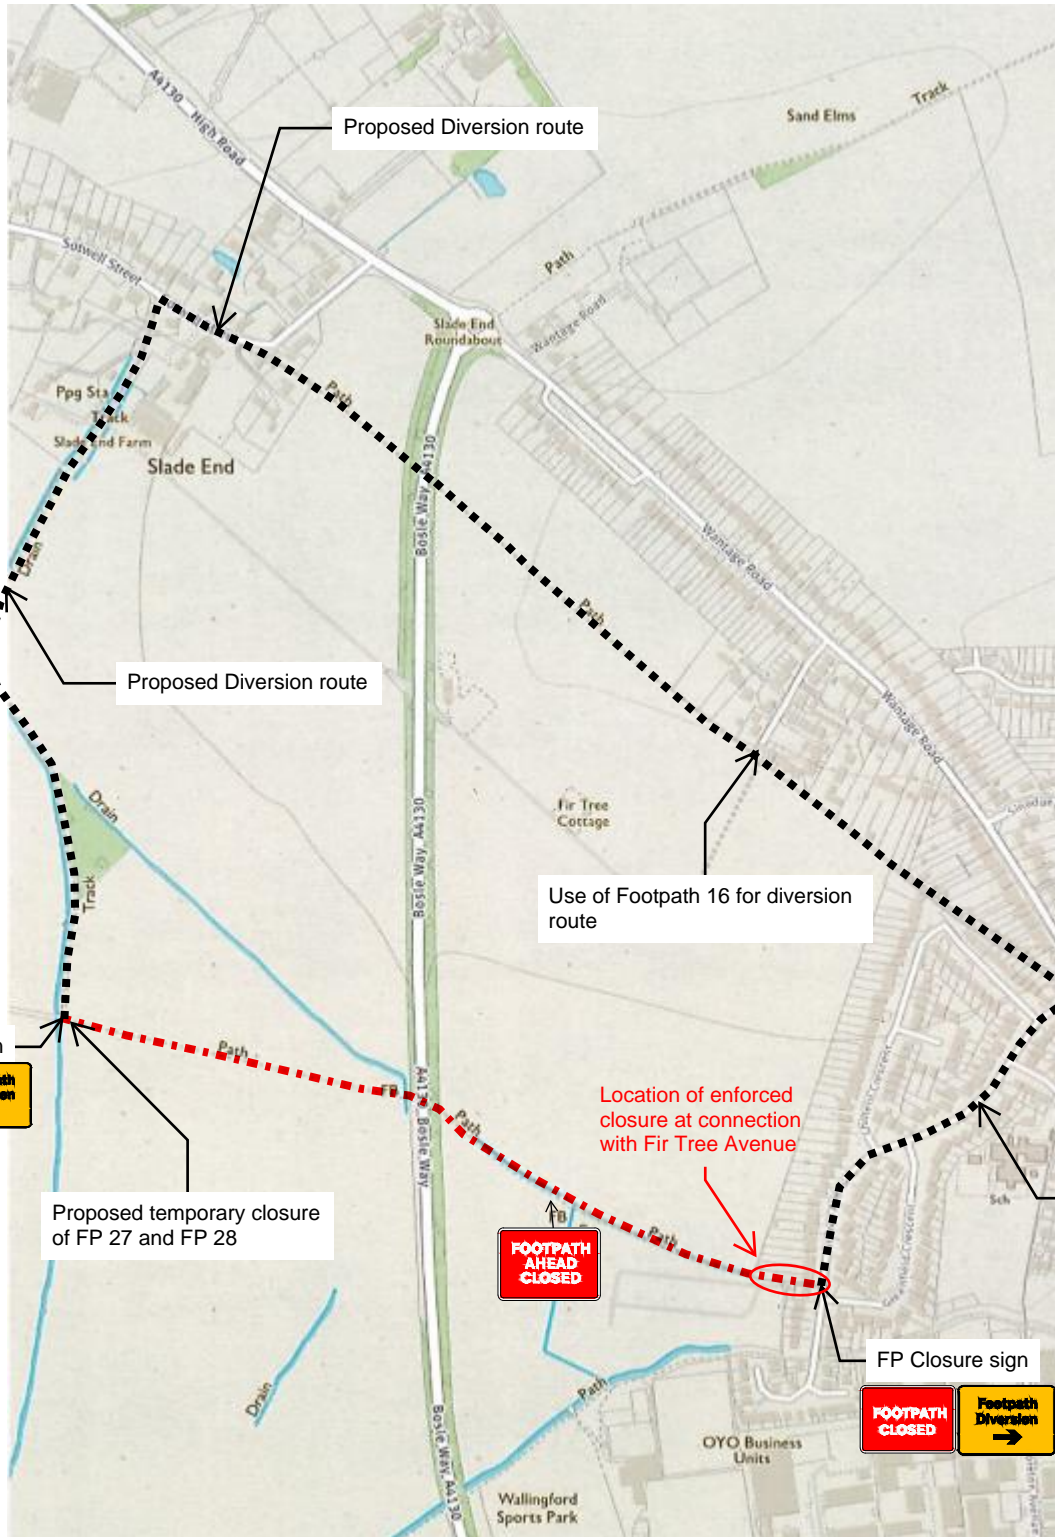 A4130 High Road
Proposed Diversion route
Sand Elms
Track
Sotwell Street
Path
Slade End
Roundabout
Wantage Road
Ppg Sta
Track
Slade End Farm
Slade End
Path
Bosle Way, A4130
Drain
Wantage Road
Path
Proposed Diversion route
Wantage Road
Drain
Bosle Way, A4130
Fir Tree
Cottage
Track
Use of Footpath 16 for diversion
route
Path
FB
A4130, Bosle Way
Path
Location of enforced
closure at connection
with Fir Tree Avenue
Sch
Proposed temporary closure
of FP 27 and FP 28
FB
Path
FOOTPATH
AHEAD
CLOSED
FP Closure sign
Drain
Path
FOOTPATH
CLOSED
Footpath
Diversion
Bosle Way, A4130
OYO Business
Units
Wallingford
Sports Park